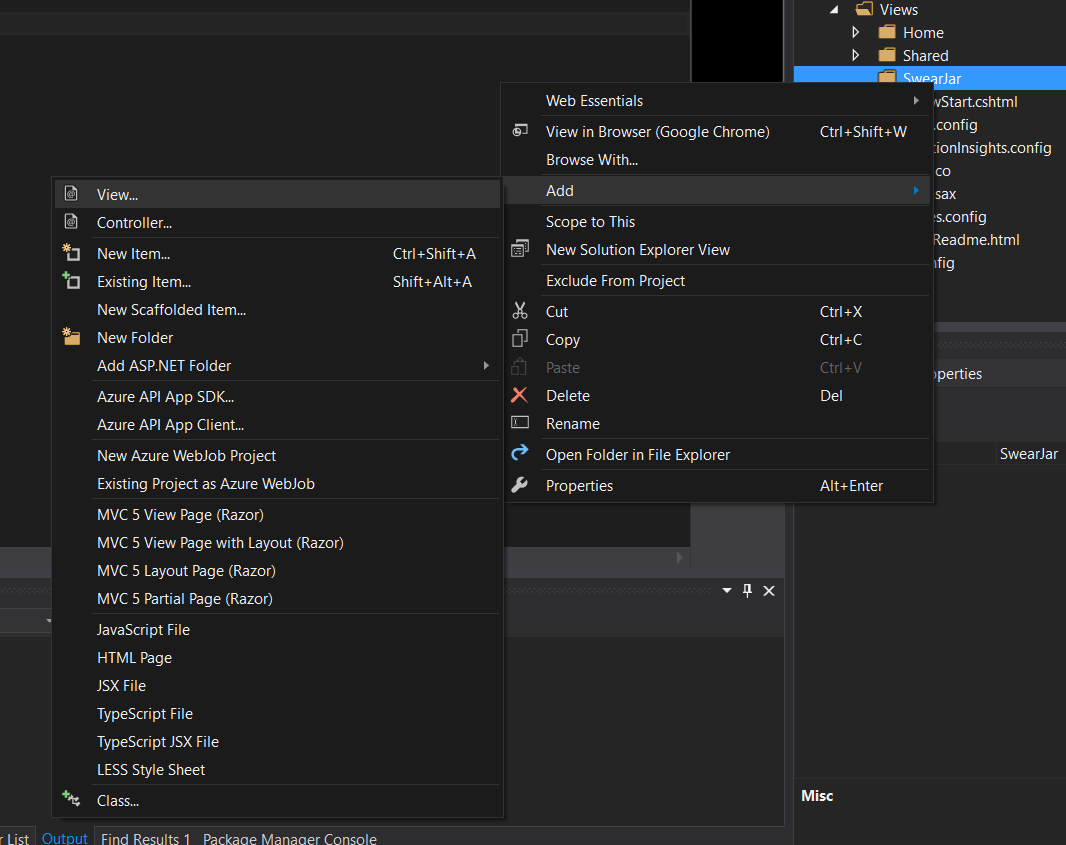 Views
Home
Shared
SwearJar
wStart.cshtml
.config
tionInsights.config
co
sax
es.config
Readme.html
nfig
Web Essentials
View in Browser (Google Chrome) Ctrl+Shift+W
Browse With...
Add
Scope to This
New Solution Explorer View
Exclude From Project
Cut Ctrl+X
Copy Ctrl+C
Paste Ctrl+V
Delete Del
Rename
Open Folder in File Explorer
Properties Alt+Enter
View...
Controller...
New Item... Ctrl+Shift+A
Existing Item... Shift+Alt+A
New Scaffolded Item...
New Folder
Add ASP.NET Folder
Azure API App SDK...
Azure API App Client...
New Azure WebJob Project
Existing Project as Azure WebJob
MVC 5 View Page (Razor)
MVC 5 View Page with Layout (Razor)
MVC 5 Layout Page (Razor)
MVC 5 Partial Page (Razor)
JavaScript File
HTML Page
JSX File
TypeScript File
TypeScript JSX File
LESS Style Sheet
Class...
operties
SwearJar
Misc
r List Output Find Results 1 Package Manager Console